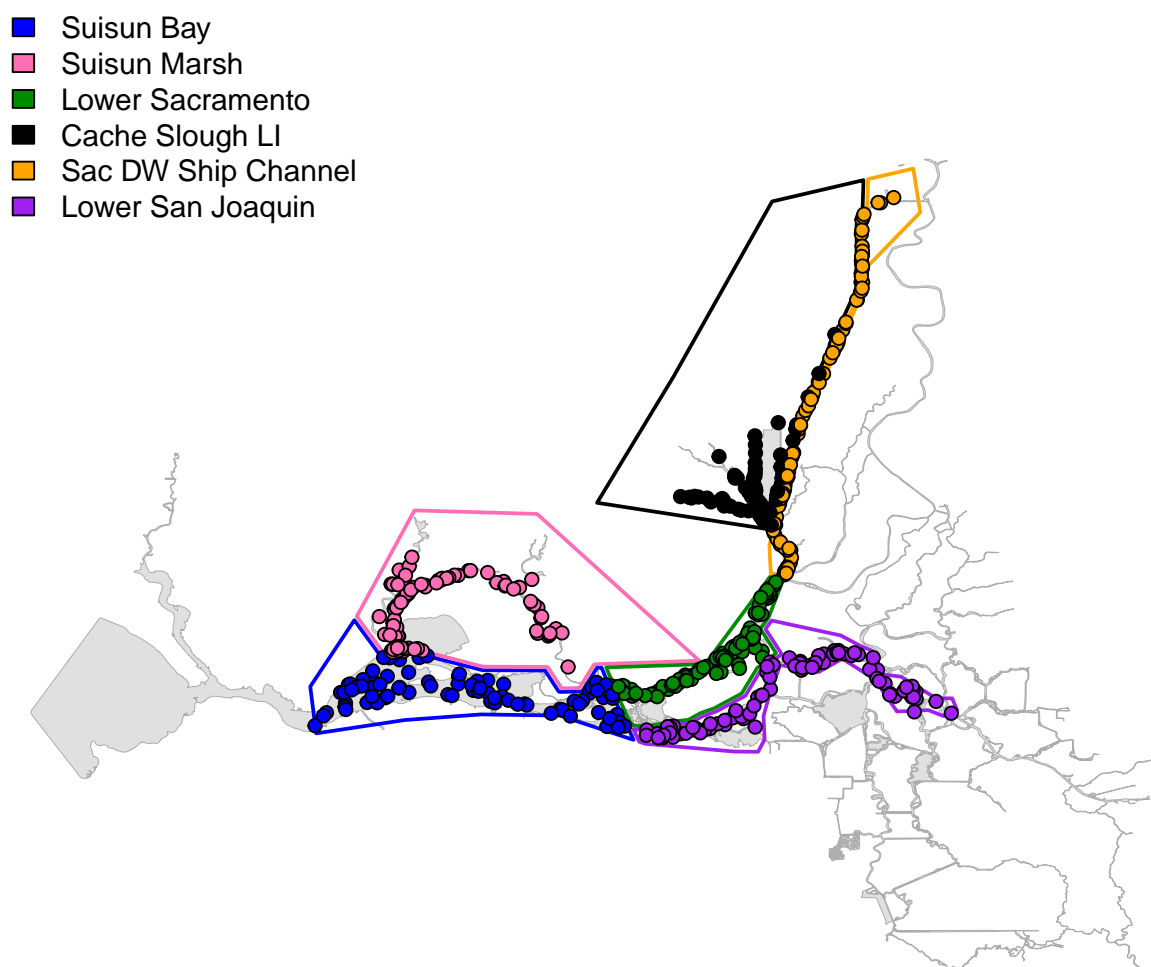 Suisun Bay
Suisun Marsh
Lower Sacramento
Cache Slough LI
Sac DW Ship Channel
Lower San Joaquin